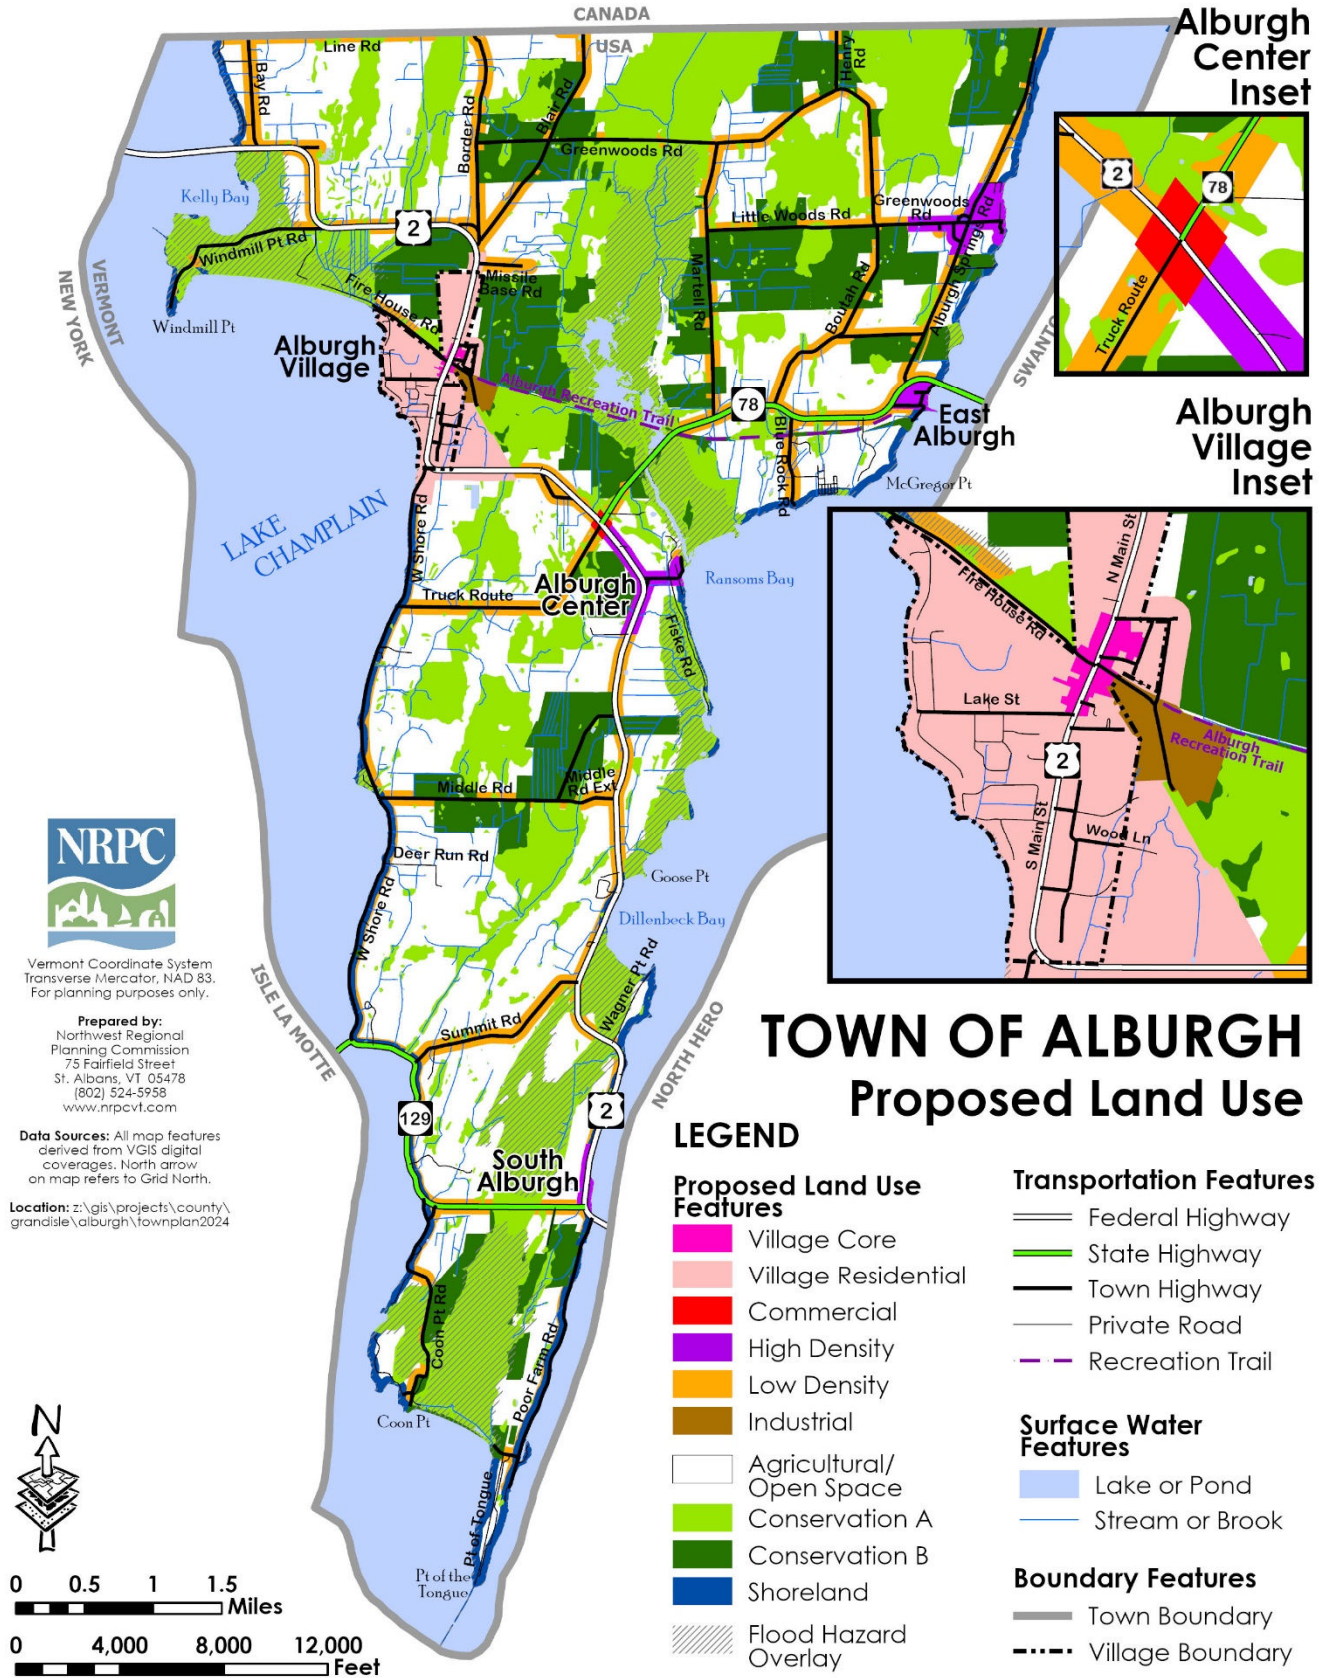 CANADA
USA
Line Rd
Bay Rd
Border Rd
Blair Rd
Henry Rd
Greenwoods Rd
Kelly Bay
2
Little Woods Rd
Greenwoods
Rd
Windmill Pt Rd
Martell Rd
Boutah Rd
Alburgh Springs Rd
NEW YORK
VERMONT
Windmill Pt
Fire House Rd
Missile
Base Rd
Alburgh
Village
Alburgh Recreation Trail
78
SWANTO
East
Alburgh
Blue Rock Rd
McGregor Pt
LAKE
CHAMPLAIN
W Shore Rd
Ransoms Bay
Alburgh
Center
Truck Route
Fiske Rd
Middle Rd
Middle
Rd Ext
Deer Run Rd
Goose Pt
Dillenbeck Bay
W Shore Rd
ISLE LA MOTTE
Summit Rd
Wagner Pt Rd
NORTH HERO
129
2
South
Alburgh
Coon Pt Rd
Poor Farm Rd
Coon Pt
Pt of Tongue
Pt of the
Tongue
Alburgh
Center
Inset
2
78
Truck Route
Alburgh
Village
Inset
N Main St
Fire House Rd
Lake St
2
Alburgh
Recreation Trail
S Main St
Wood Ln
NRPC
Vermont Coordinate System
Transverse Mercator, NAD 83.
For planning purposes only.
Prepared by:
Northwest Regional
Planning Commission
75 Fairfield Street
St. Albans, VT 05478
(802) 524-5958
www.nrpcvt.com
Data Sources: All map features
derived from VGIS digital
coverages. North arrow
on map refers to Grid North.
Location: z:\gis\projects\county\
grandisle\alburgh\townplan2024
N
0 0.5 1 1.5
Miles
0 4,000 8,000 12,000
Feet
TOWN OF ALBURGH
Proposed Land Use
LEGEND
Proposed Land Use
Features
Village Core
Village Residential
Commercial
High Density
Low Density
Industrial
Agricultural/
Open Space
Conservation A
Conservation B
Shoreland
Flood Hazard
Overlay
Transportation Features
Federal Highway
State Highway
Town Highway
Private Road
Recreation Trail
Surface Water
Features
Lake or Pond
Stream or Brook
Boundary Features
Town Boundary
Village Boundary